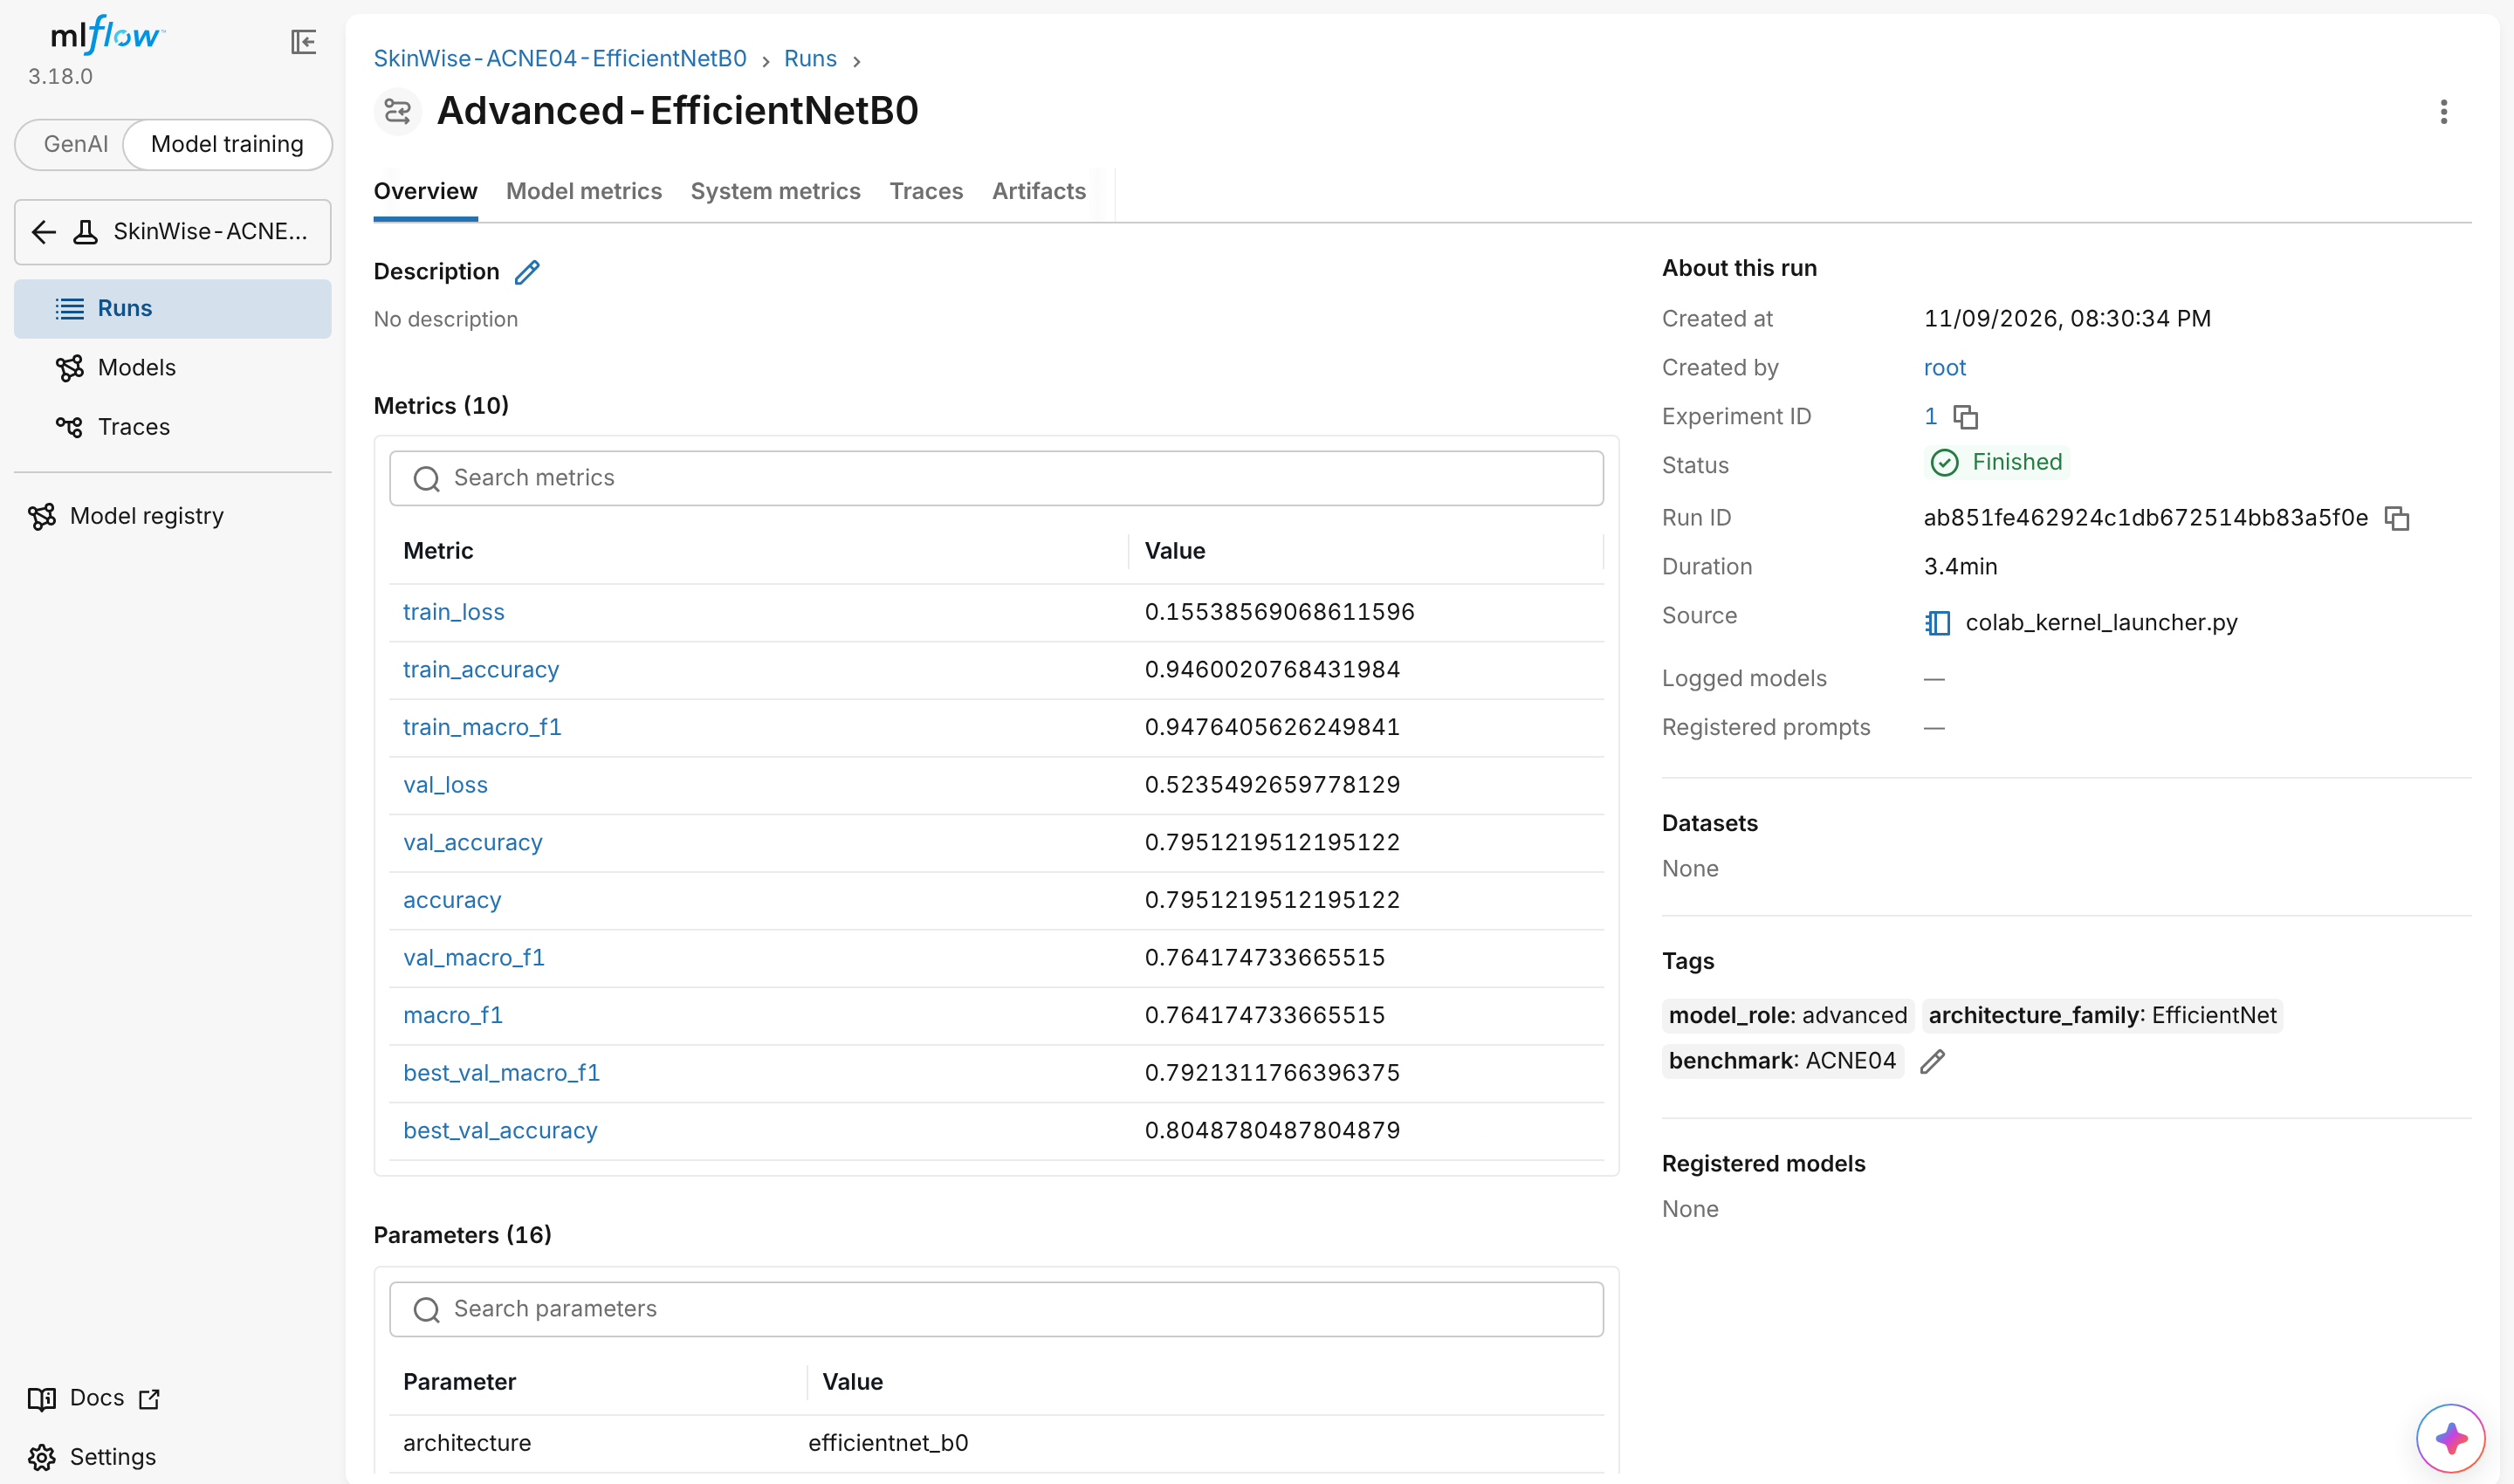 mlflow
3.18.0
GenAI
Model training
SkinWise-ACNE...
Runs
Models
Traces
Model registry
Docs
Settings
SkinWise-ACNE04-EfficientNetB0 > Runs >
Advanced-EfficientNetB0
Overview Model metrics System metrics Traces Artifacts
Description
No description
Metrics (10)
Search metrics
Metric Value
train_loss 0.15538569068611596
train_accuracy 0.9460020768431984
train_macro_f1 0.9476405626249841
val_loss 0.5235492659778129
val_accuracy 0.7951219512195122
accuracy 0.7951219512195122
val_macro_f1 0.764174733665515
macro_f1 0.764174733665515
best_val_macro_f1 0.7921311766396375
best_val_accuracy 0.8048780487804879
Parameters (16)
Search parameters
Parameter Value
architecture efficientnet_b0
About this run
Created at 11/09/2026, 08:30:34 PM
Created by root
Experiment ID 1
Status Finished
Run ID ab851fe462924c1db672514bb83a5f0e
Duration 3.4min
Source colab_kernel_launcher.py
Logged models —
Registered prompts —
Datasets
None
Tags
model_role: advanced architecture_family: EfficientNet
benchmark: ACNE04
Registered models
None